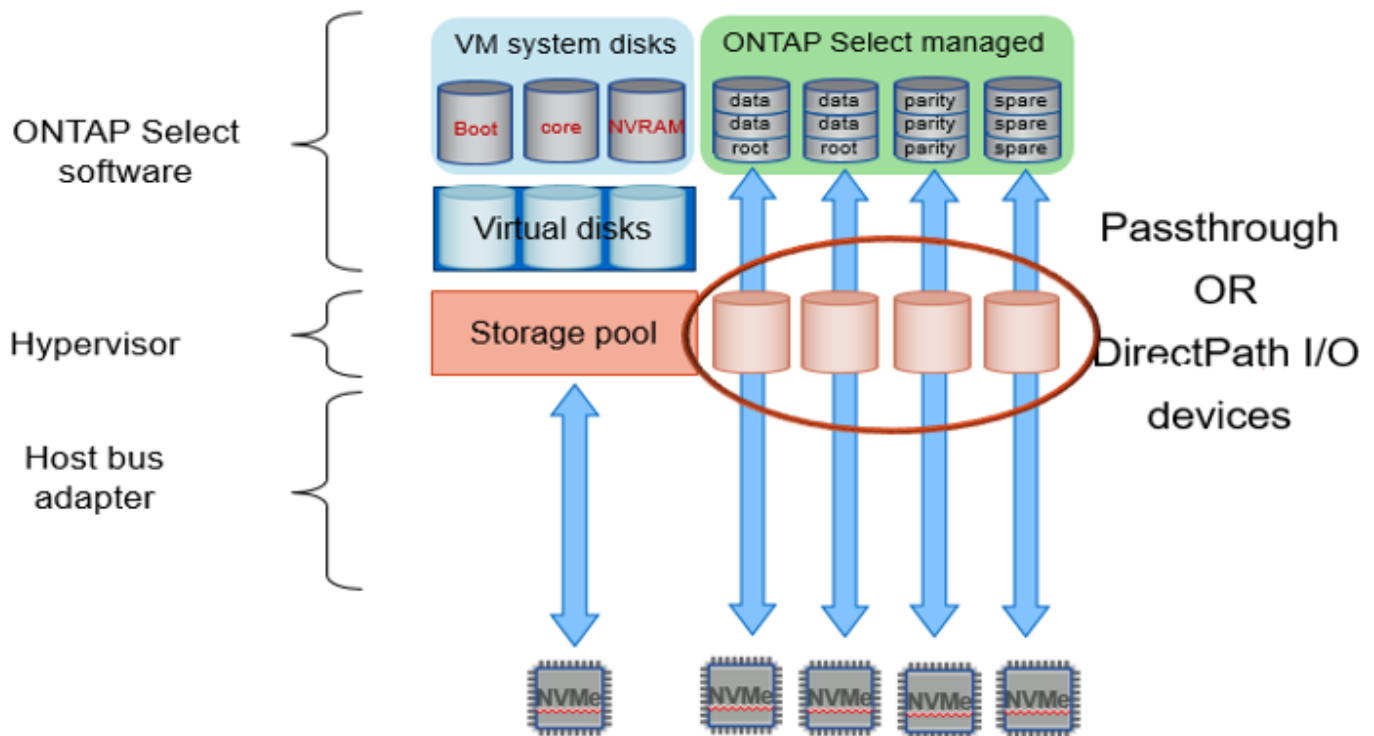 VM system disks
ONTAP Select managed
Boot
core
NVRAM
data
data
root
data
data
root
parity
parity
parity
spare
spare
spare
ONTAP Select
software
Virtual disks
Passthrough
OR
DirectPath I/O
devices
Hypervisor
Storage pool
Host bus
adapter
NVMe
NVMe
NVMe
NVMe
NVMe